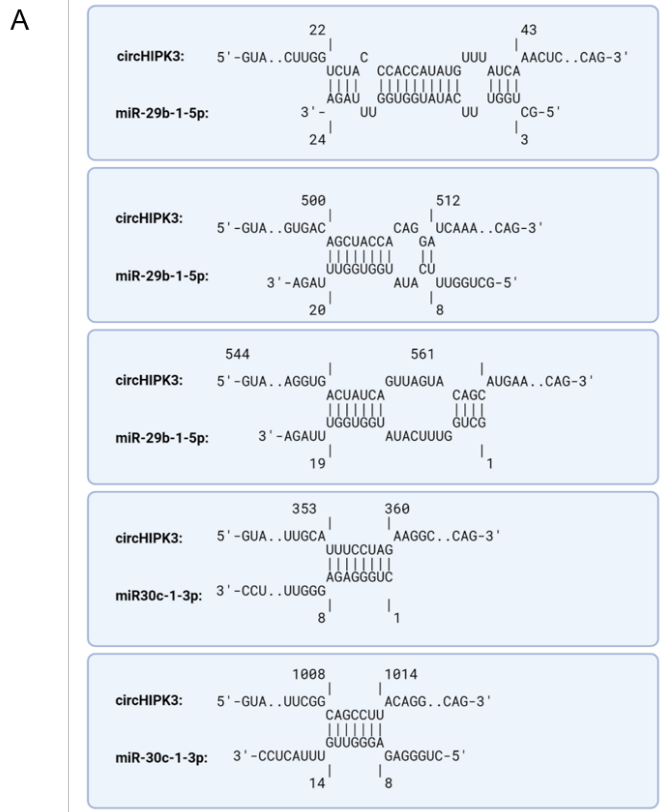 A
22 43
circHIPK3: 5'-GUA..CUUGG C UUU AACUC..CAG-3'
UCUA CCACCAUAUG AUCA
AGAU GGUGGUAUAC UGGU
miR-29b-1-5p: 3'- UU UU CG-5'
24 3
500 512
circHIPK3: 5'-GUA..GUGAC CAG UCAAA..CAG-3'
AGCUACCA GA
UUGGUGGU CU
miR-29b-1-5p: 3'-AGAU AUA UUGGUCG-5'
20 8
544 561
circHIPK3: 5'-GUA..AGGUG GUUAGUA AUGAA..CAG-3'
ACUAUCA CAGC
UGGUGGU GUCG
miR-29b-1-5p: 3'-AGAUU AUACUUUG
19 1
353 360
circHIPK3: 5'-GUA..UUGCA AAGGC..CAG-3'
UUUCCUAG
AGAGGGUC
miR30c-1-3p: 3'-CCU..UUGGG
8 1
1008 1014
circHIPK3: 5'-GUA..UUCGG ACAGG..CAG-3'
CAGCCUU
GUUGGGA
miR-30c-1-3p: 3'-CCUCAUUU GAGGGUC-5'
14 8